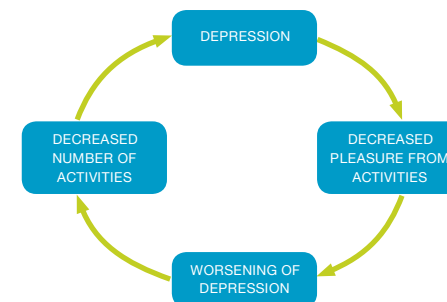 DEPRESSION
DECREASED
PLEASURE FROM
ACTIVITIES
WORSENING OF
DEPRESSION
DECREASED
NUMBER OF
ACTIVITIES